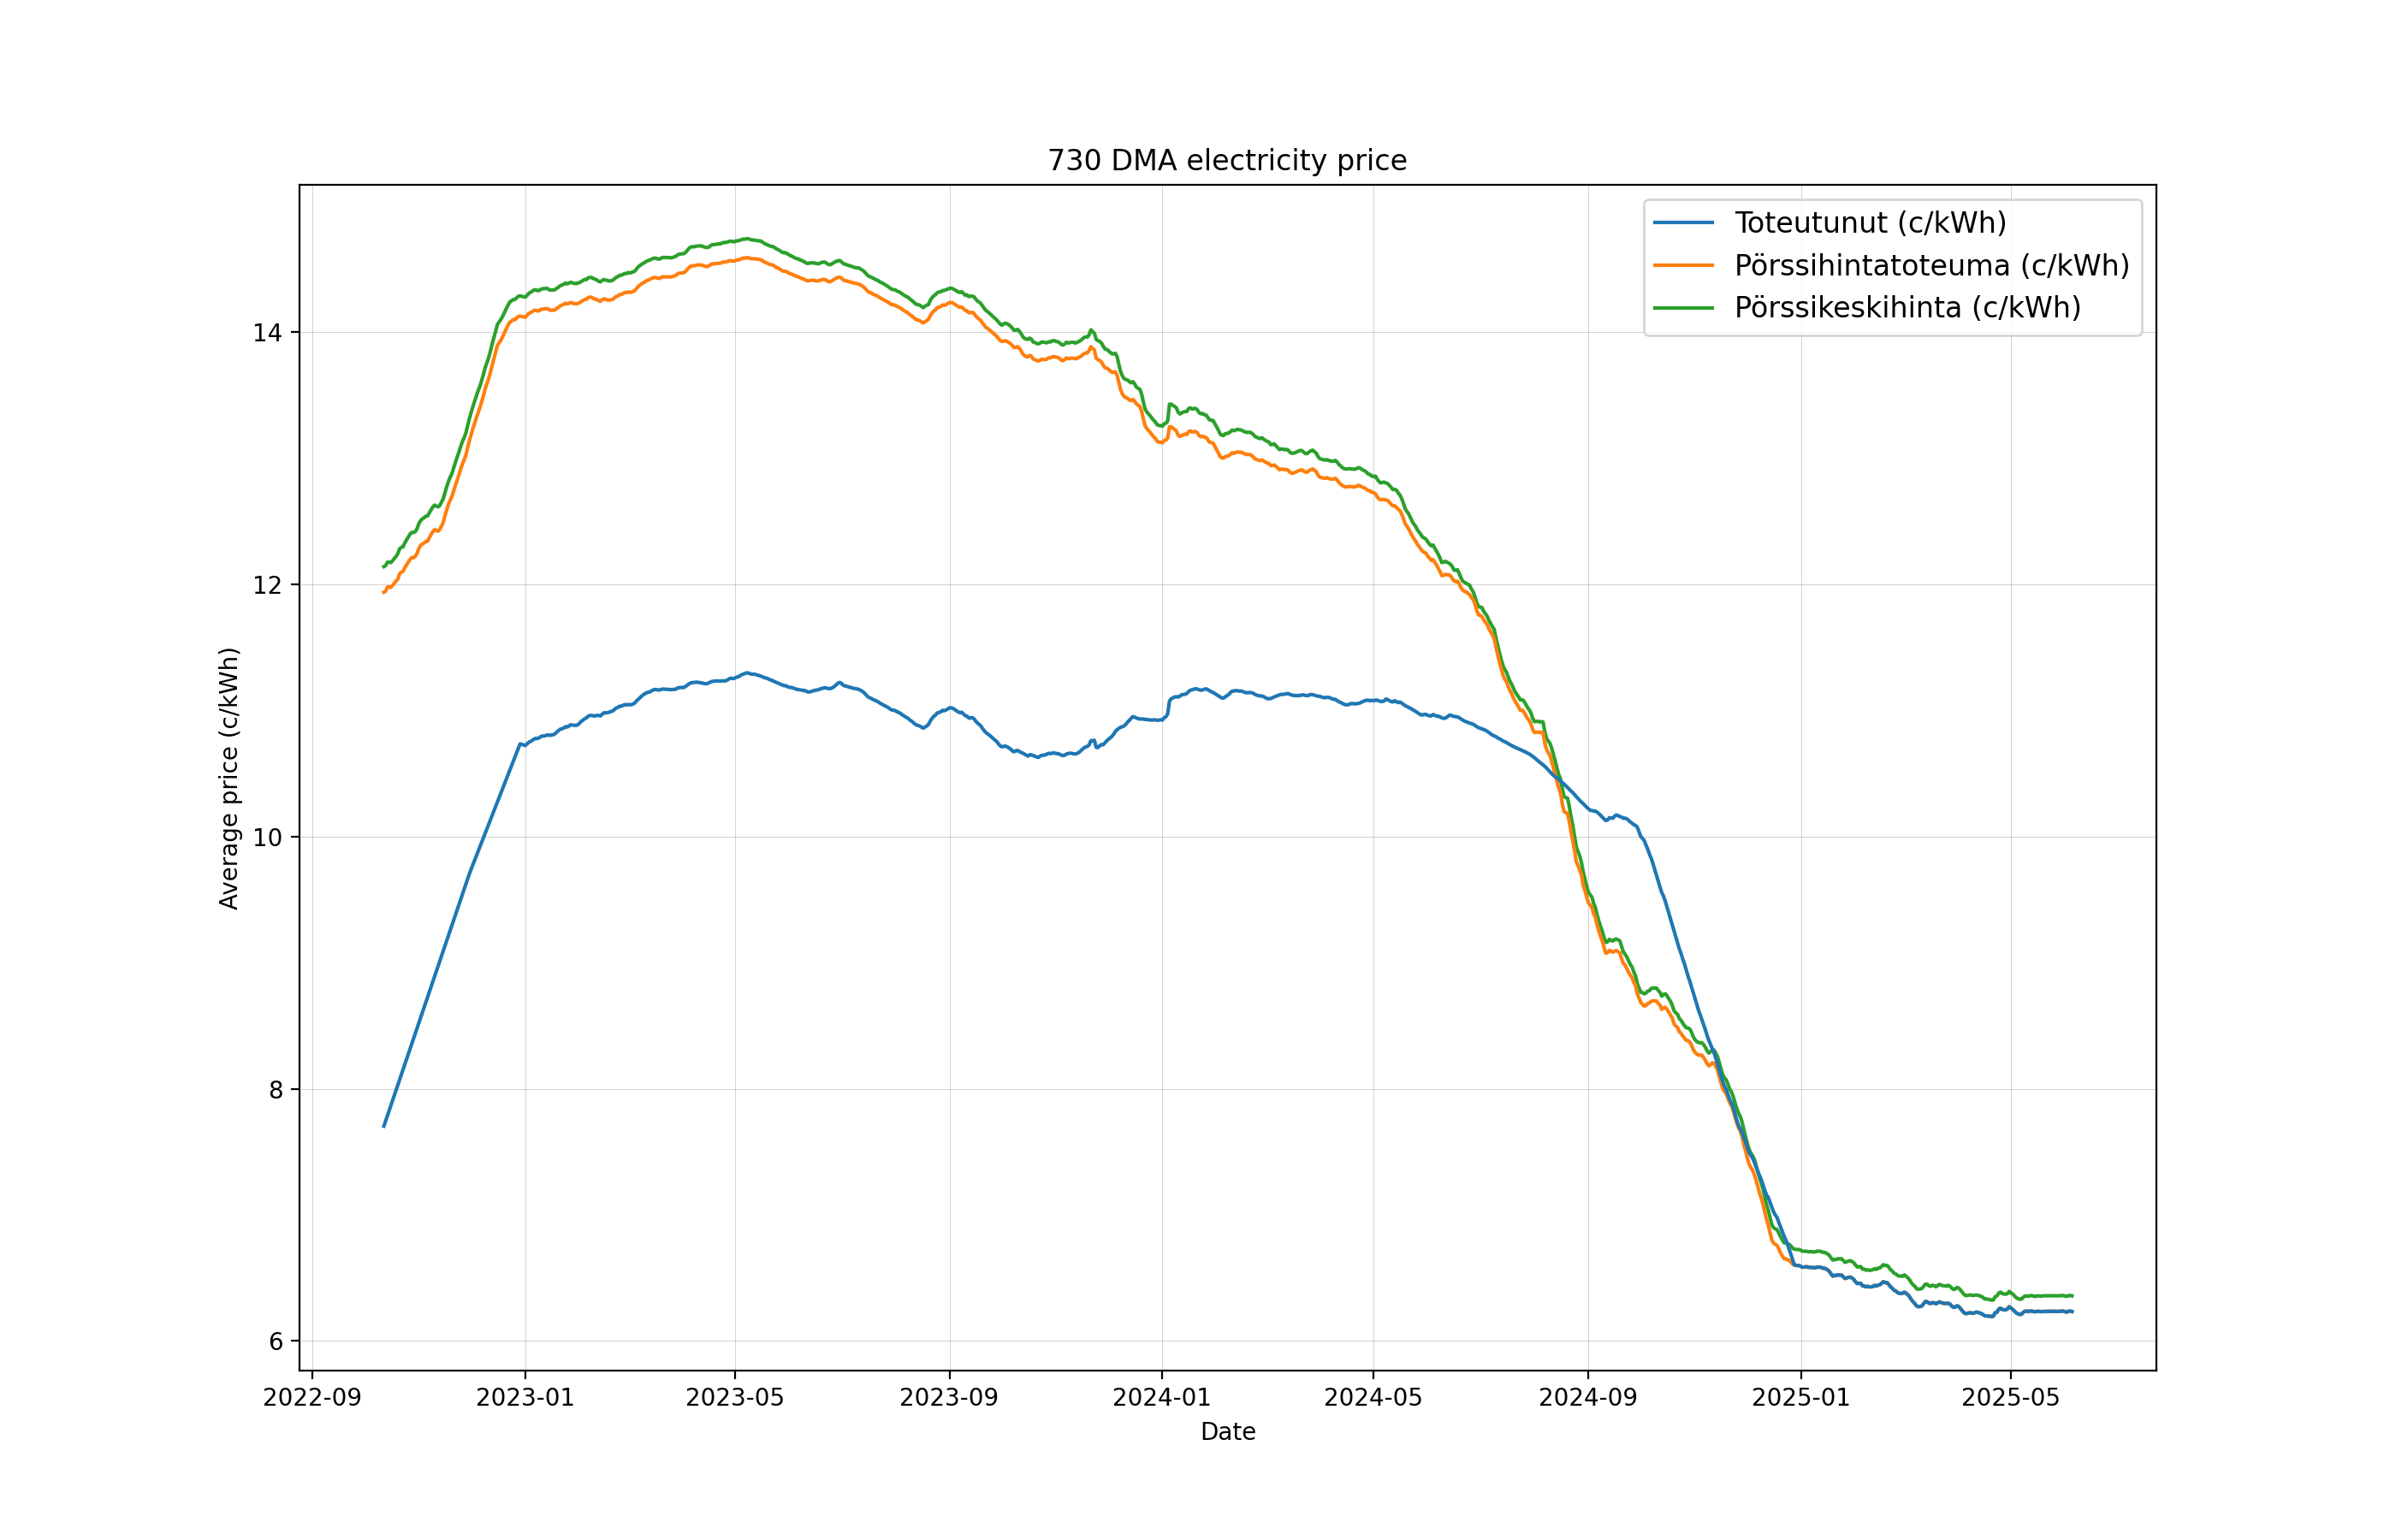 730 DMA electricity price
Toteutunut (c/kWh)
Pörssihintatoteuma (c/kWh)
Pörssikeskihinta (c/kWh)
Average price (c/kWh)
14
12
10
8
6
2022-09 2023-01 2023-05 2023-09 2024-01 2024-05 2024-09 2025-01 2025-05
Date